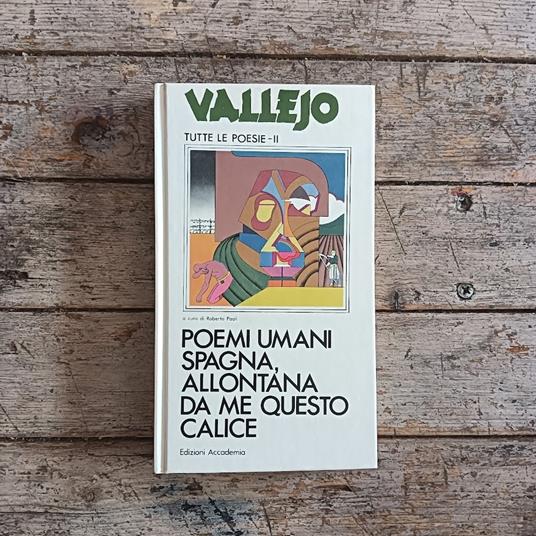 VALLEJO
TUTTE LE POESIE-II
a cura di Roberto Paoli
POEMI UMANI
SPAGNA,
ALLONTANA
DA ME QUESTO
CALICE
Edizioni Accademia